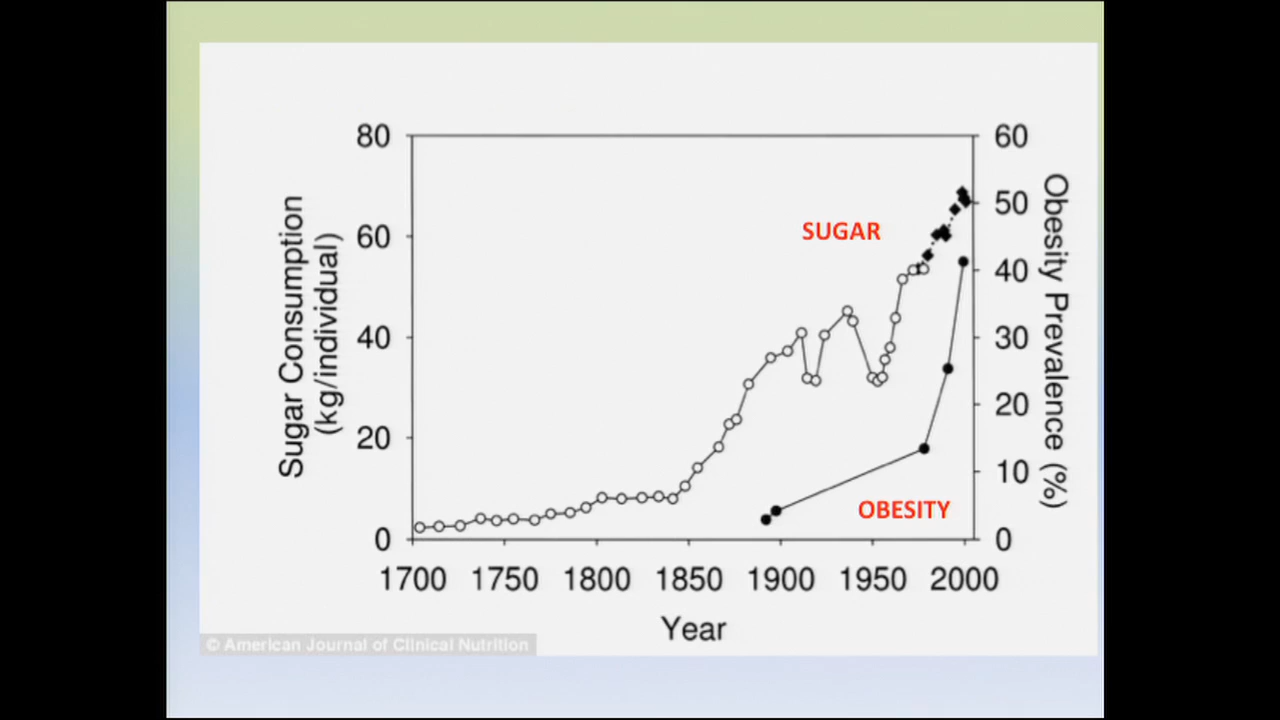 80
60
40
20
0
60
50
40
30
20
10
0
Sugar Consumption
(kg/individual)
Obesity Prevalence (%)
SUGAR
OBESITY
1700 1750 1800 1850 1900 1950 2000
Year
© American Journal of Clinical Nutrition